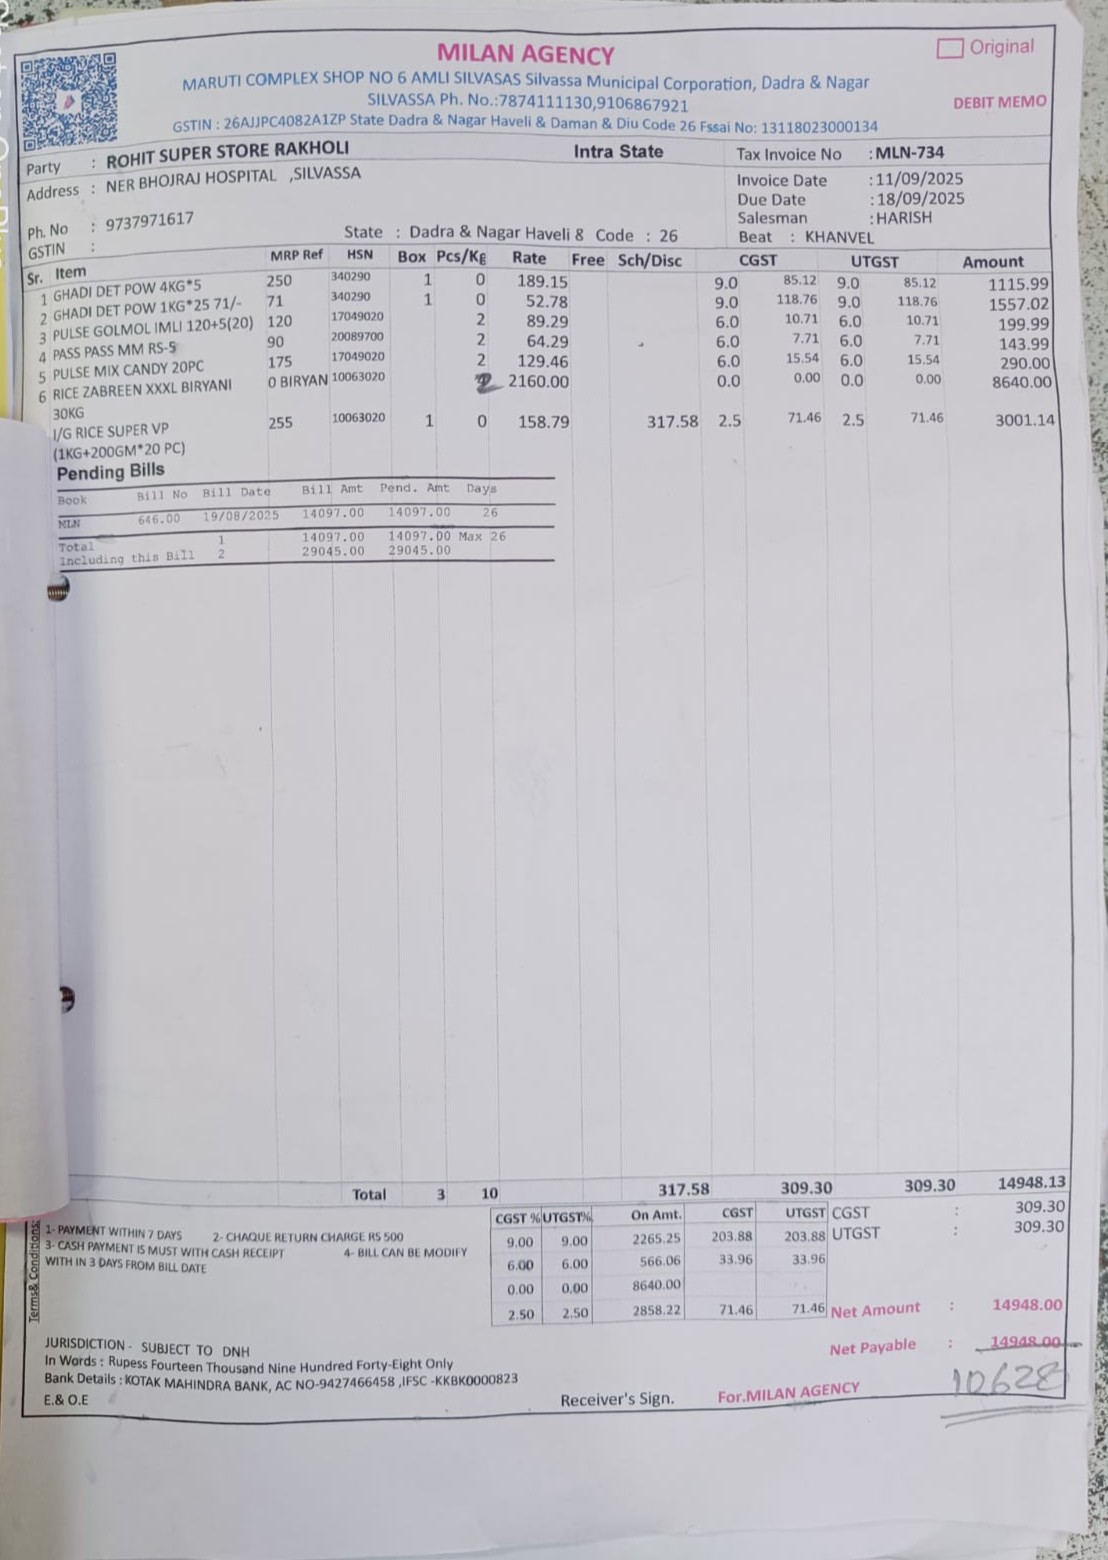 MILAN AGENCY
Original
MARUTI COMPLEX SHOP NO 6 AMLI SILVASAS Silvassa Municipal Corporation, Dadra & Nagar
SILVASSA Ph. No.:7874111130,9106867921
DEBIT MEMO
GSTIN : 26AJJPC4082A1ZP State Dadra & Nagar Haveli & Daman & Diu Code 26 Fssai No: 13118023000134
Party : ROHIT SUPER STORE RAKHOLI Intra State Tax Invoice No : MLN-734
Address : NER BHOJRAJ HOSPITAL ,SILVASSA Invoice Date : 11/09/2025
Due Date : 18/09/2025
Ph. No : 9737971617 Salesman : HARISH
GSTIN : State : Dadra & Nagar Haveli & Code : 26 Beat : KHANVEL
Sr. Item MRP Ref HSN Box Pcs/Kg Rate Free Sch/Disc CGST UTGST Amount
1 GHADI DET POW 4KG*5 250 340290 1 0 189.15 9.0 85.12 9.0 85.12 1115.99
2 GHADI DET POW 1KG*25 71/- 71 340290 1 0 52.78 9.0 118.76 9.0 118.76 1557.02
3 PULSE GOLMOL IMLI 120+5(20) 120 17049020 2 89.29 6.0 10.71 6.0 10.71 199.99
4 PASS PASS MM RS-5 90 20089700 2 64.29 6.0 7.71 6.0 7.71 143.99
5 PULSE MIX CANDY 20PC 175 17049020 2 129.46 6.0 15.54 6.0 15.54 290.00
6 RICE ZABREEN XXXL BIRYANI 0 BIRYAN 10063020 2 2160.00 0.0 0.00 0.0 0.00 8640.00
30KG
I/G RICE SUPER VP 255 10063020 1 0 158.79 317.58 2.5 71.46 2.5 71.46 3001.14
(1KG+200GM*20 PC)
Pending Bills
Book Bill No Bill Date Bill Amt Pend. Amt Days
MLN 646.00 19/08/2025 14097.00 14097.00 26
Total 1 14097.00 14097.00 Max 26
Including this Bill 2 29045.00 29045.00
Total 3 10 317.58 309.30 309.30 14948.13
Terms& Conditions:
1- PAYMENT WITHIN 7 DAYS 2- CHAQUE RETURN CHARGE RS 500
3- CASH PAYMENT IS MUST WITH CASH RECEIPT 4- BILL CAN BE MODIFY
WITH IN 3 DAYS FROM BILL DATE
CGST % UTGST% On Amt. CGST UTGST
9.00 9.00 2265.25 203.88 203.88
6.00 6.00 566.06 33.96 33.96
0.00 0.00 8640.00
2.50 2.50 2858.22 71.46 71.46
CGST : 309.30
UTGST : 309.30
Net Amount : 14948.00
Net Payable : 14948.00
10628
JURISDICTION - SUBJECT TO DNH
In Words : Rupess Fourteen Thousand Nine Hundred Forty-Eight Only
Bank Details : KOTAK MAHINDRA BANK, AC NO-9427466458 ,IFSC -KKBK0000823
E.& O.E Receiver's Sign. For.MILAN AGENCY